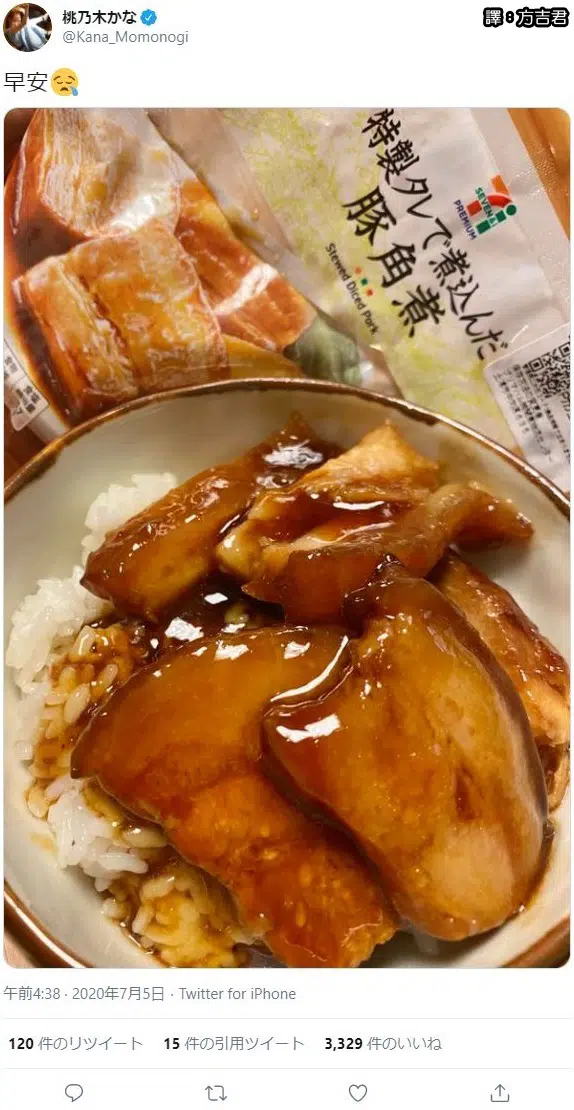 桃乃木かな
譯:方吉君
@Kana_Momonogi
早安😪
特製タレで煮込んだ
豚角煮
Stewed Diced Pork
SEVEN&i
PREMIUM
午前4:38 · 2020年7月5日 · Twitter for iPhone
120 件のリツイート 15 件の引用ツイート 3,329 件のいいね